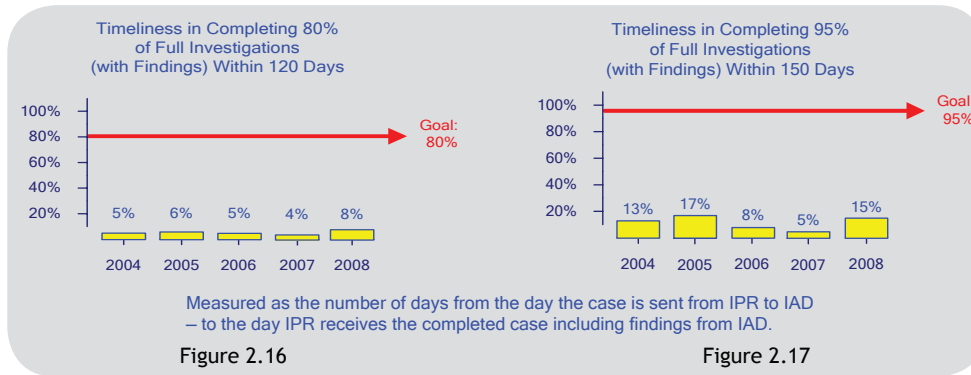 Timeliness in Completing 80%
of Full Investigations
(with Findings) Within 120 Days
100%
80%
60%
40%
20%
Goal:
80%
5% 6% 5% 4% 8%
2004 2005 2006 2007 2008
Timeliness in Completing 95%
of Full Investigations
(with Findings) Within 150 Days
100%
80%
60%
40%
20%
Goal:
95%
13% 17% 8% 5% 15%
2004 2005 2006 2007 2008
Measured as the number of days from the day the case is sent from IPR to IAD
– to the day IPR receives the completed case including findings from IAD.
Figure 2.16
Figure 2.17